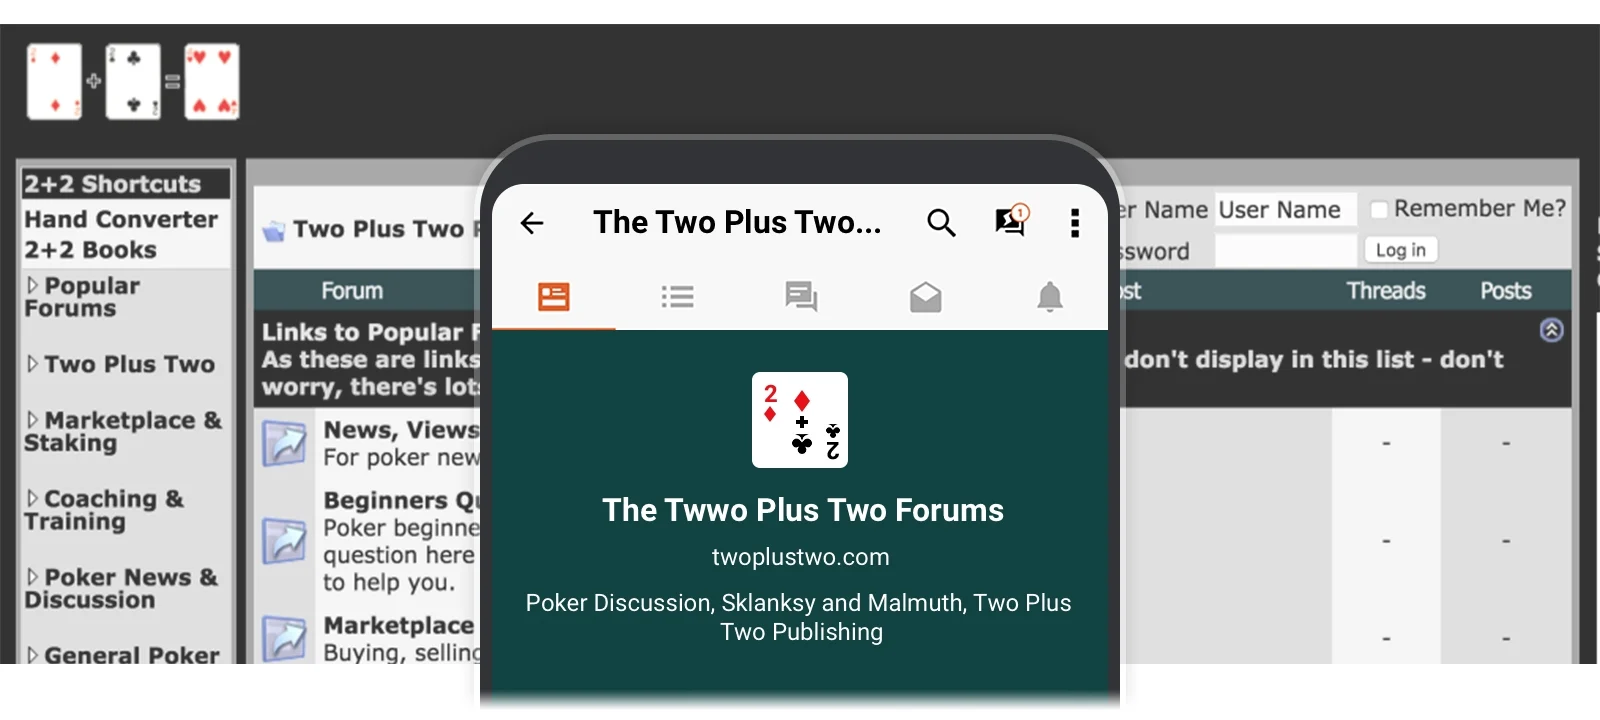 2+2 Shortcuts
Hand Converter
2+2 Books
Popular
Forums
Two Plus Two
Marketplace &
Staking
Coaching &
Training
Poker News &
Discussion
General Poker
Two Plus Two
er Name User Name Remember Me?
ssword Log in
Forum
ost Threads Posts
Links to Popular F
As these are links
don't display in this list - don't
worry, there's lots
News, Views
For poker new
- -
Beginners Qu
Poker beginne
question here
to help you.
- -
Marketplace
Buying, selling
- -
The Two Plus Two...
1
2
2
The Twwo Plus Two Forums
twoplustwo.com
Poker Discussion, Sklanksy and Malmuth, Two Plus
Two Publishing